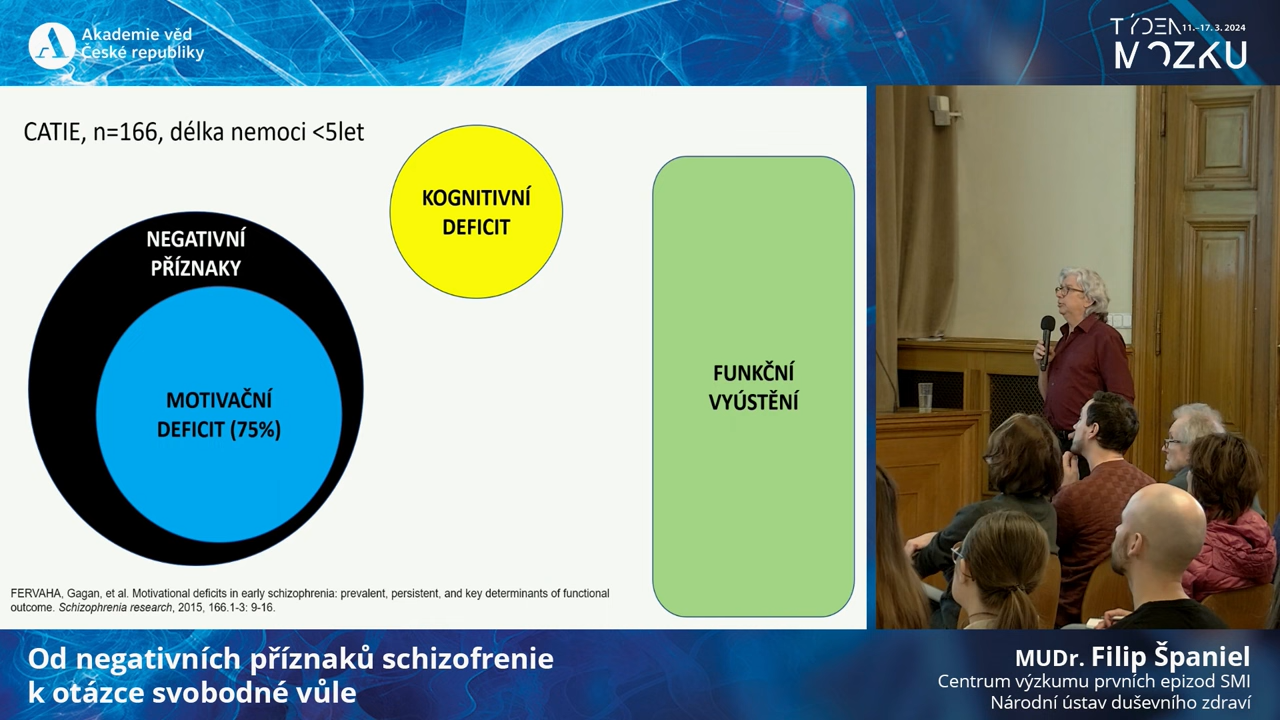 Akademie věd
České republiky
TÝDEN 11.–17. 3. 2024
MOZKU
CATIE, n=166, délka nemoci <5let
KOGNITIVNÍ
DEFICIT
NEGATIVNÍ
PŘÍZNAKY
MOTIVAČNÍ
DEFICIT (75%)
FUNKČNÍ
VYÚSTĚNÍ
FERVAHA, Gagan, et al. Motivational deficits in early schizophrenia: prevalent, persistent, and key determinants of functional
outcome. Schizophrenia research, 2015, 166.1-3: 9-16.
Od negativních příznaků schizofrenie
k otázce svobodné vůle
MUDr. Filip Španiel
Centrum výzkumu prvních epizod SMI
Národní ústav duševního zdraví